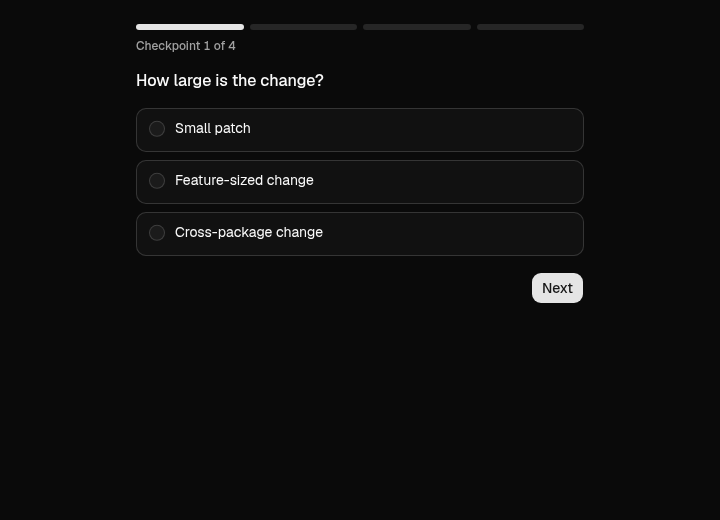 Checkpoint 1 of 4
How large is the change?
Small patch
Feature-sized change
Cross-package change
Next